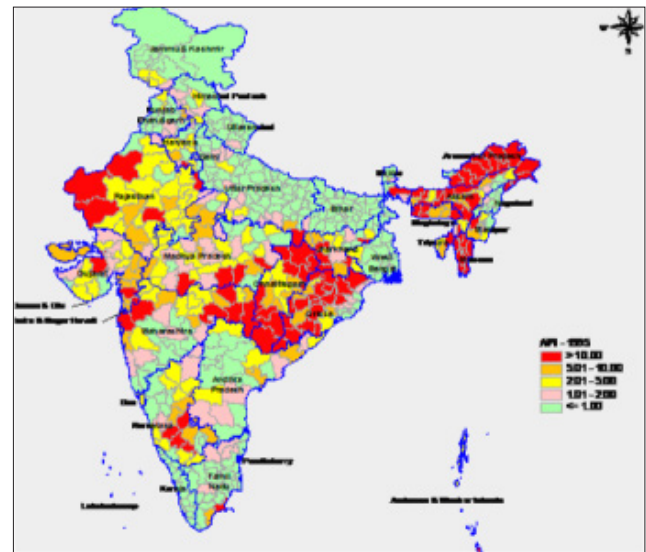 N
S
Jammu & Kashmir
Himachal Pradesh
Punjab
Chandigarh
Uttaranchal
Haryana
Delhi
Arunachal Pradesh
Sikkim
Rajasthan
Uttar Pradesh
Assam
Nagaland
Bihar
Meghalaya
Manipur
Jharkhand
Tripura
Mizoram
Madhya Pradesh
Gujarat
West
Bengal
Chhattisgarh
Daman & Diu
Dadra & Nagar Haveli
Orissa
Maharashtra
API - 1995
> 10.00
5.01 - 10.00
2.01 - 5.00
1.01 - 2.00
<= 1.00
Andhra
Pradesh
Goa
Karnataka
Pondicherry
Tamil
Nadu
Kerala
Lakshadweep
Andaman & Nicobar Islands